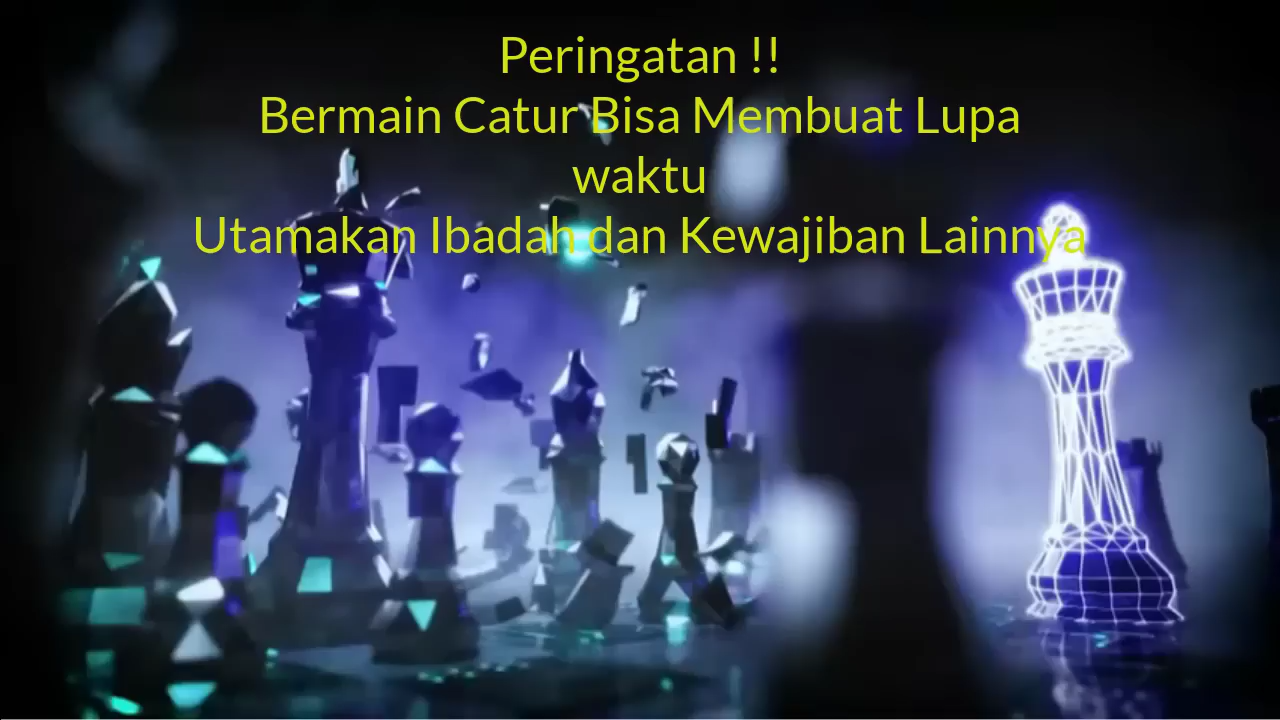 Peringatan !!
Bermain Catur Bisa Membuat Lupa
waktu
Utamakan Ibadah dan Kewajiban Lainnya